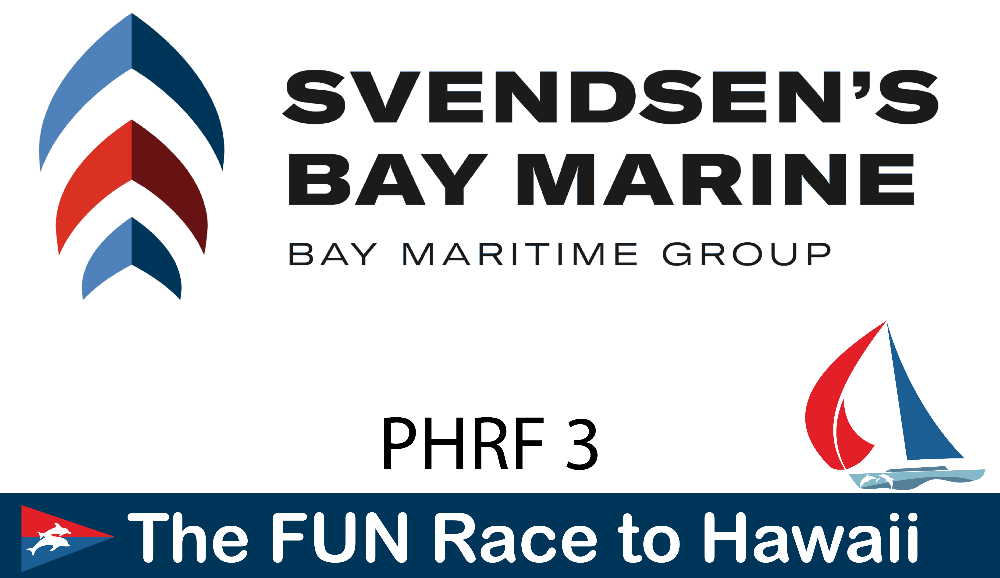 SVENDSEN’S
BAY MARINE
BAY MARITIME GROUP
PHRF 3
The FUN Race to Hawaii